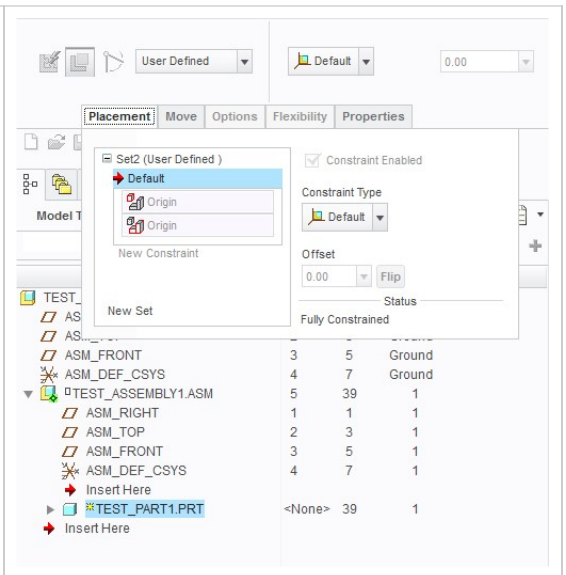 User Defined Default 0.00
Placement Move Options Flexibility Properties
Set2 (User Defined )
Default
Origin
Origin
New Constraint
New Set
Constraint Enabled
Constraint Type
Default
Offset
0.00 Flip
Status
Fully Constrained
Model T
TEST_
AS
AS
ASM_FRONT 3 5 Ground
ASM_DEF_CSYS 4 7 Ground
TEST_ASSEMBLY1.ASM 5 39 1
ASM_RIGHT 1 1 1
ASM_TOP 2 3 1
ASM_FRONT 3 5 1
ASM_DEF_CSYS 4 7 1
Insert Here
TEST_PART1.PRT <None> 39 1
Insert Here